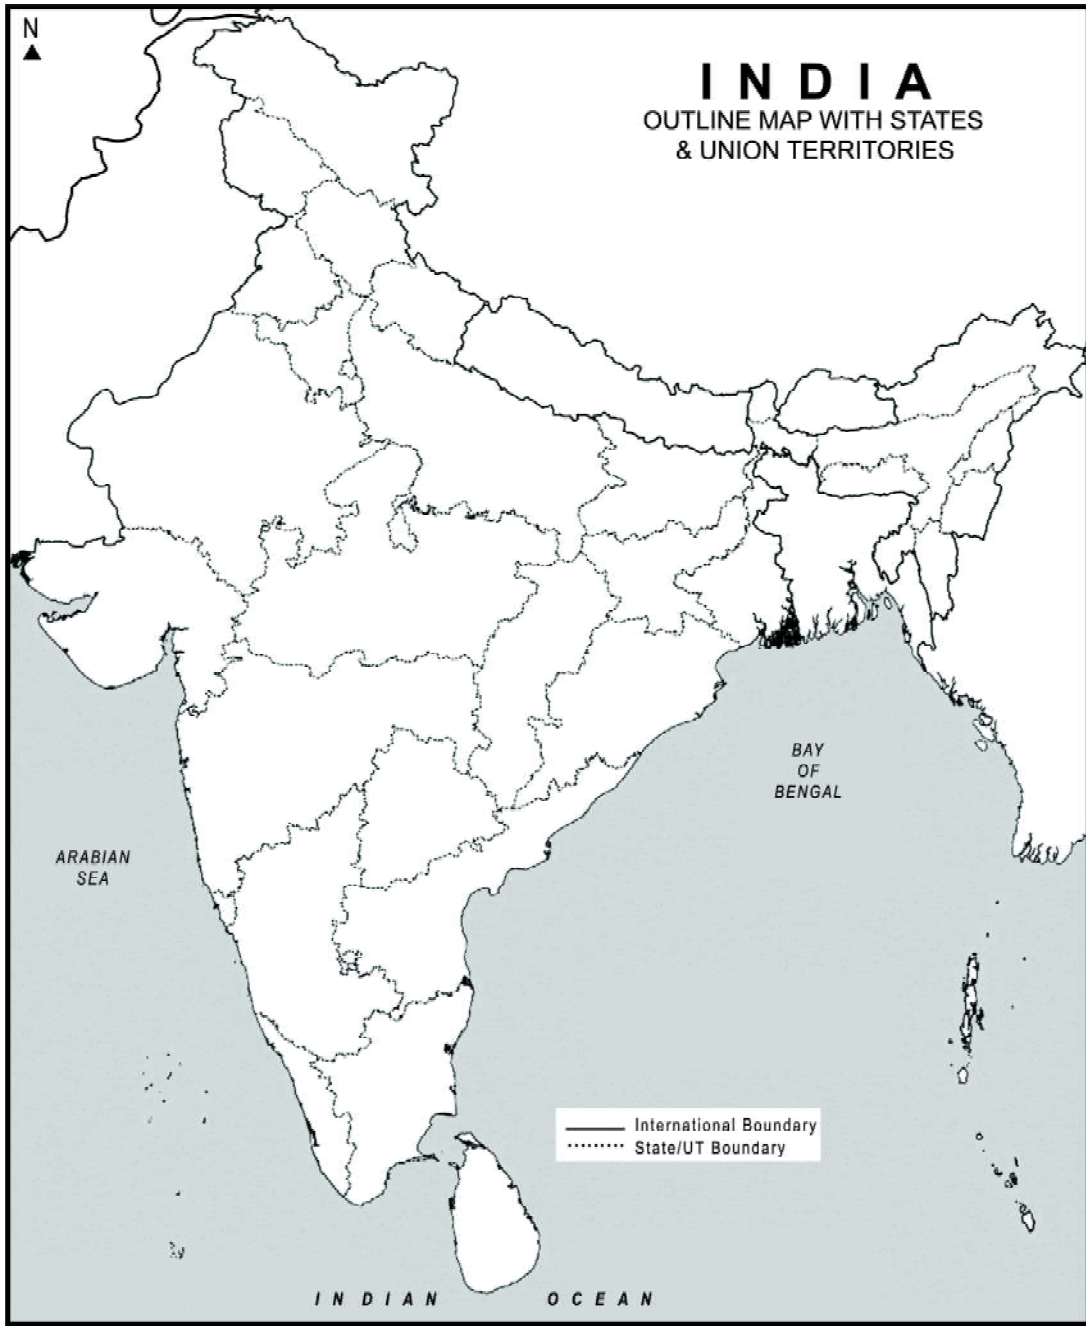 N
I N D I A
OUTLINE MAP WITH STATES
& UNION TERRITORIES
BAY
OF
BENGAL
ARABIAN
SEA
International Boundary
State/UT Boundary
I N D I A N O C E A N